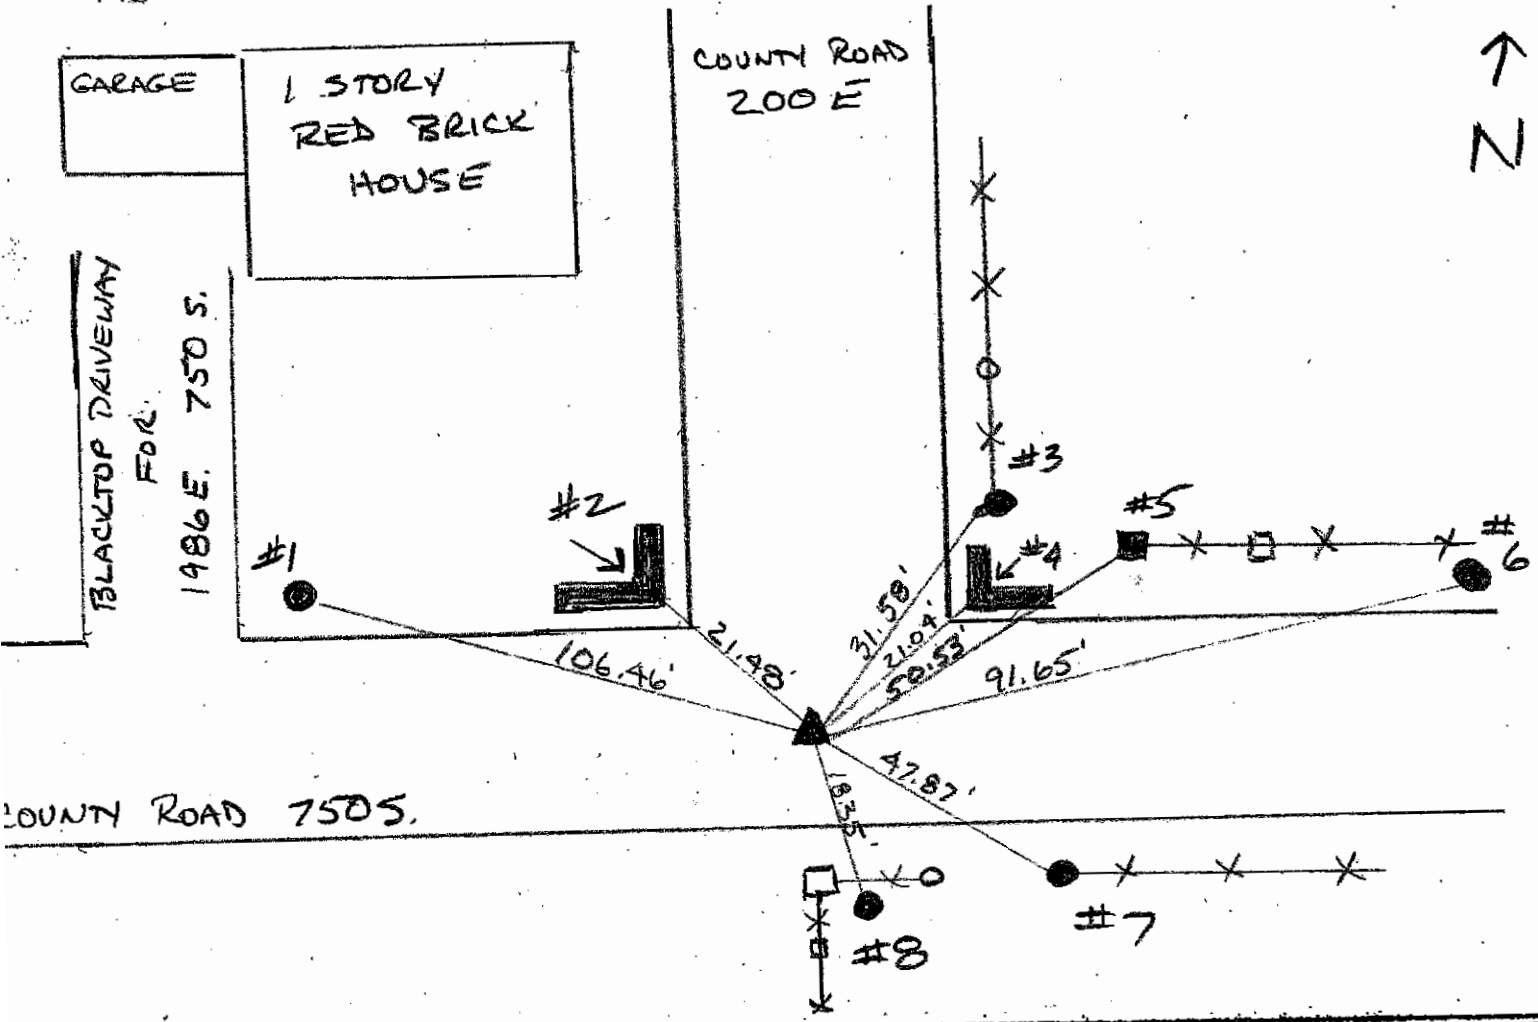 GARAGE
1 STORY
RED BRICK
HOUSE
COUNTY ROAD
200 E
N
BLACKTOP DRIVEWAY
FOR
1986 E. 750 S.
#1
#2
#3
#4
#5
#6
106.46'
21.48'
31.58'
21.04'
50.53'
91.65'
47.87'
18.35'
COUNTY ROAD 750 S.
#7
#8